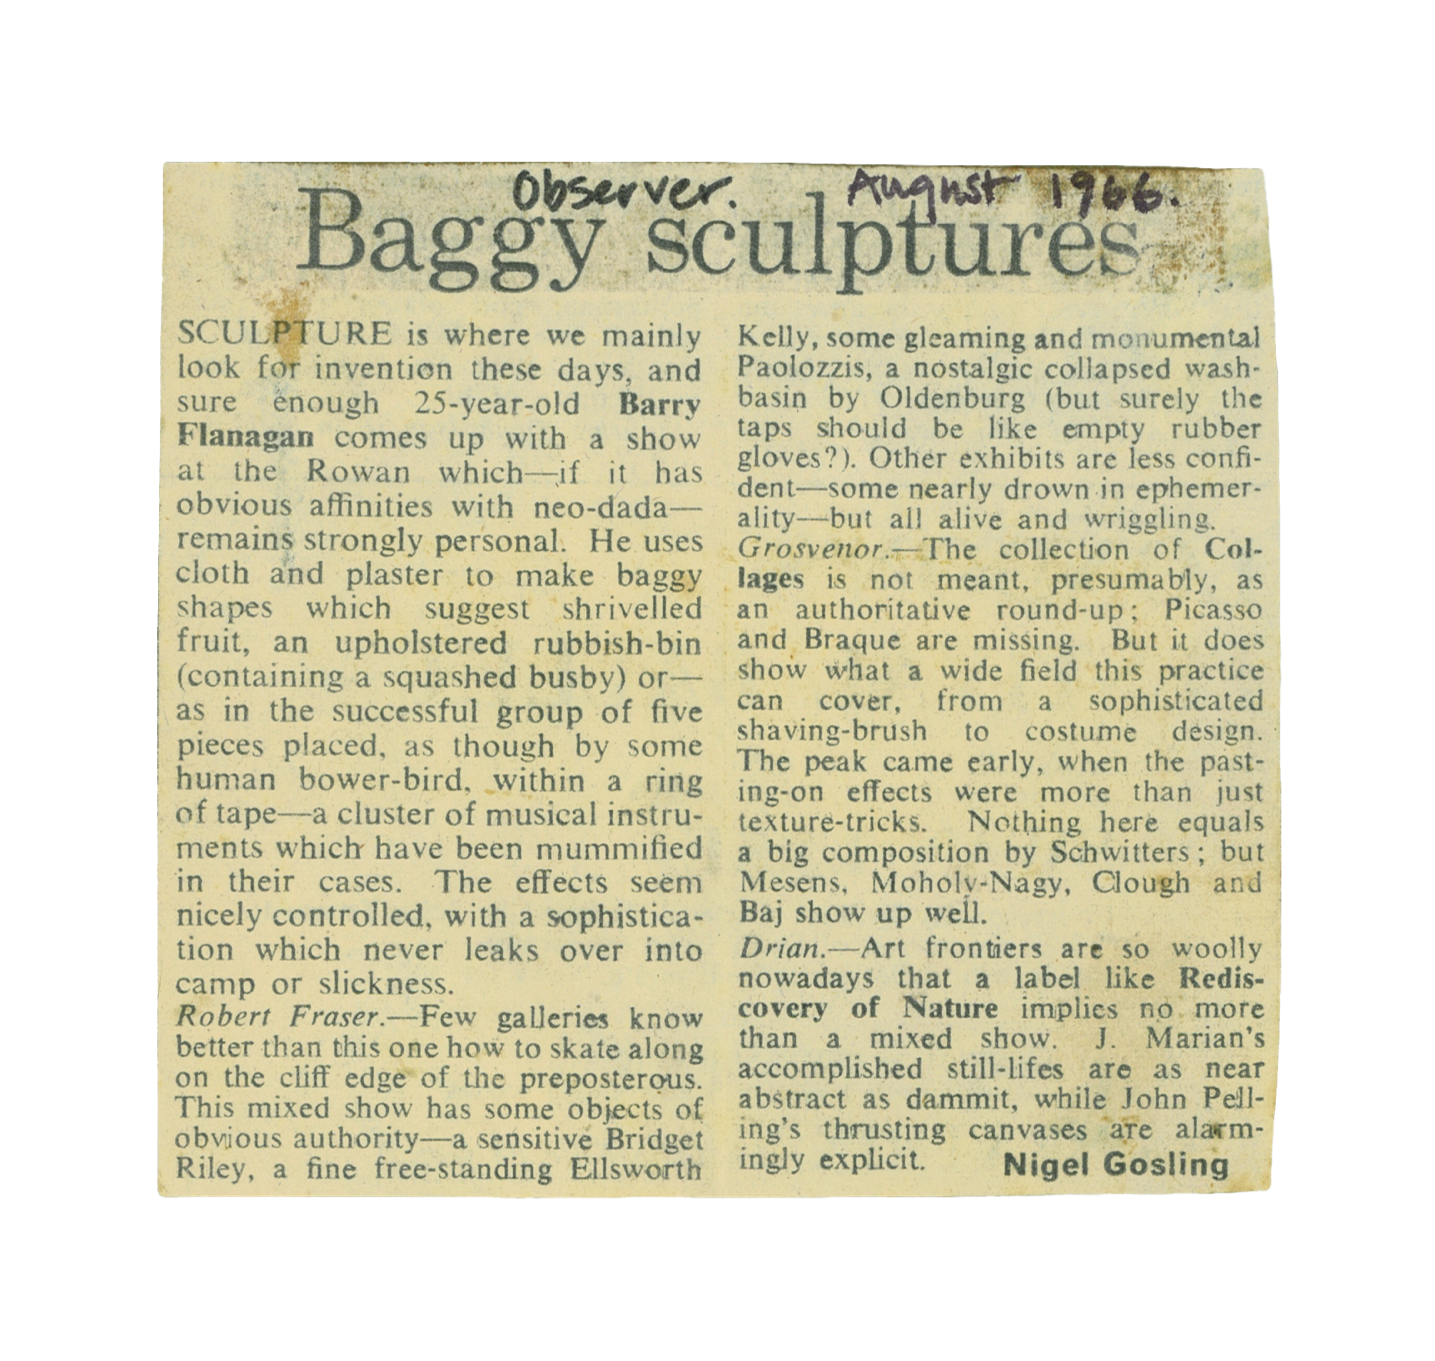 Observer. August 1966.
Baggy sculptures
SCULPTURE is where we mainly
look for invention these days, and
sure enough 25-year-old Barry
Flanagan comes up with a show
at the Rowan which—if it has
obvious affinities with neo-dada—
remains strongly personal. He uses
cloth and plaster to make baggy
shapes which suggest shrivelled
fruit, an upholstered rubbish-bin
(containing a squashed busby) or—
as in the successful group of five
pieces placed, as though by some
human bower-bird, within a ring
of tape—a cluster of musical instru-
ments which have been mummified
in their cases. The effects seem
nicely controlled, with a sophistica-
tion which never leaks over into
camp or slickness.
Robert Fraser.—Few galleries know
better than this one how to skate along
on the cliff edge of the preposterous.
This mixed show has some objects of
obvious authority—a sensitive Bridget
Riley, a fine free-standing Ellsworth
Kelly, some gleaming and monumental
Paolozzis, a nostalgic collapsed wash-
basin by Oldenburg (but surely the
taps should be like empty rubber
gloves?). Other exhibits are less confi-
dent—some nearly drown in ephemer-
ality—but all alive and wriggling.
Grosvenor.—The collection of Col-
lages is not meant, presumably, as
an authoritative round-up; Picasso
and Braque are missing. But it does
show what a wide field this practice
can cover, from a sophisticated
shaving-brush to costume design.
The peak came early, when the past-
ing-on effects were more than just
texture-tricks. Nothing here equals
a big composition by Schwitters; but
Mesens, Moholy-Nagy, Clough and
Baj show up well.
Drian.—Art frontiers are so woolly
nowadays that a label like Redis-
covery of Nature implies no more
than a mixed show. J. Marian's
accomplished still-lifes are as near
abstract as dammit, while John Pell-
ing's thrusting canvases are alarm-
ingly explicit. Nigel Gosling